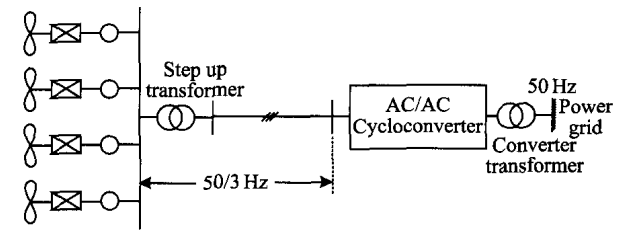 Step up
transformer
50 Hz
AC/AC
Cycloconverter
Power
grid
Converter
transformer
50/3 Hz